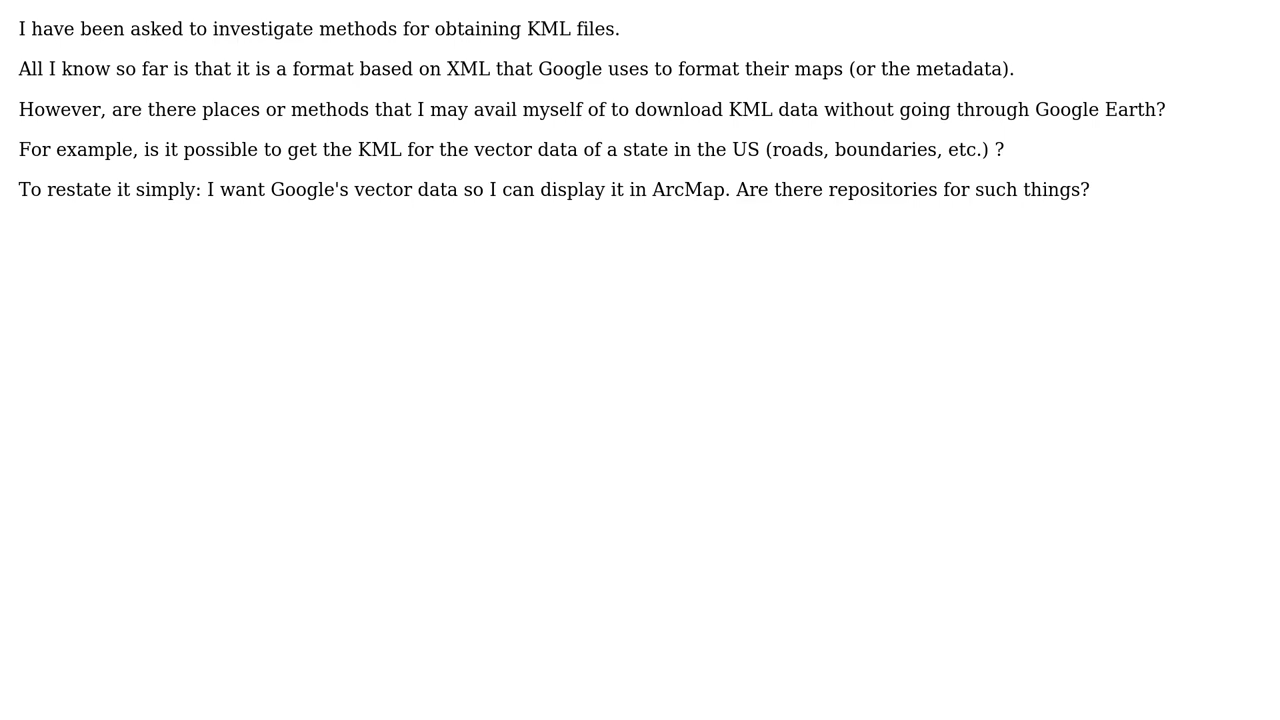 I have been asked to investigate methods for obtaining KML files.
All I know so far is that it is a format based on XML that Google uses to format their maps (or the metadata).
However, are there places or methods that I may avail myself of to download KML data without going through Google Earth?
For example, is it possible to get the KML for the vector data of a state in the US (roads, boundaries, etc.) ?
To restate it simply: I want Google's vector data so I can display it in ArcMap. Are there repositories for such things?